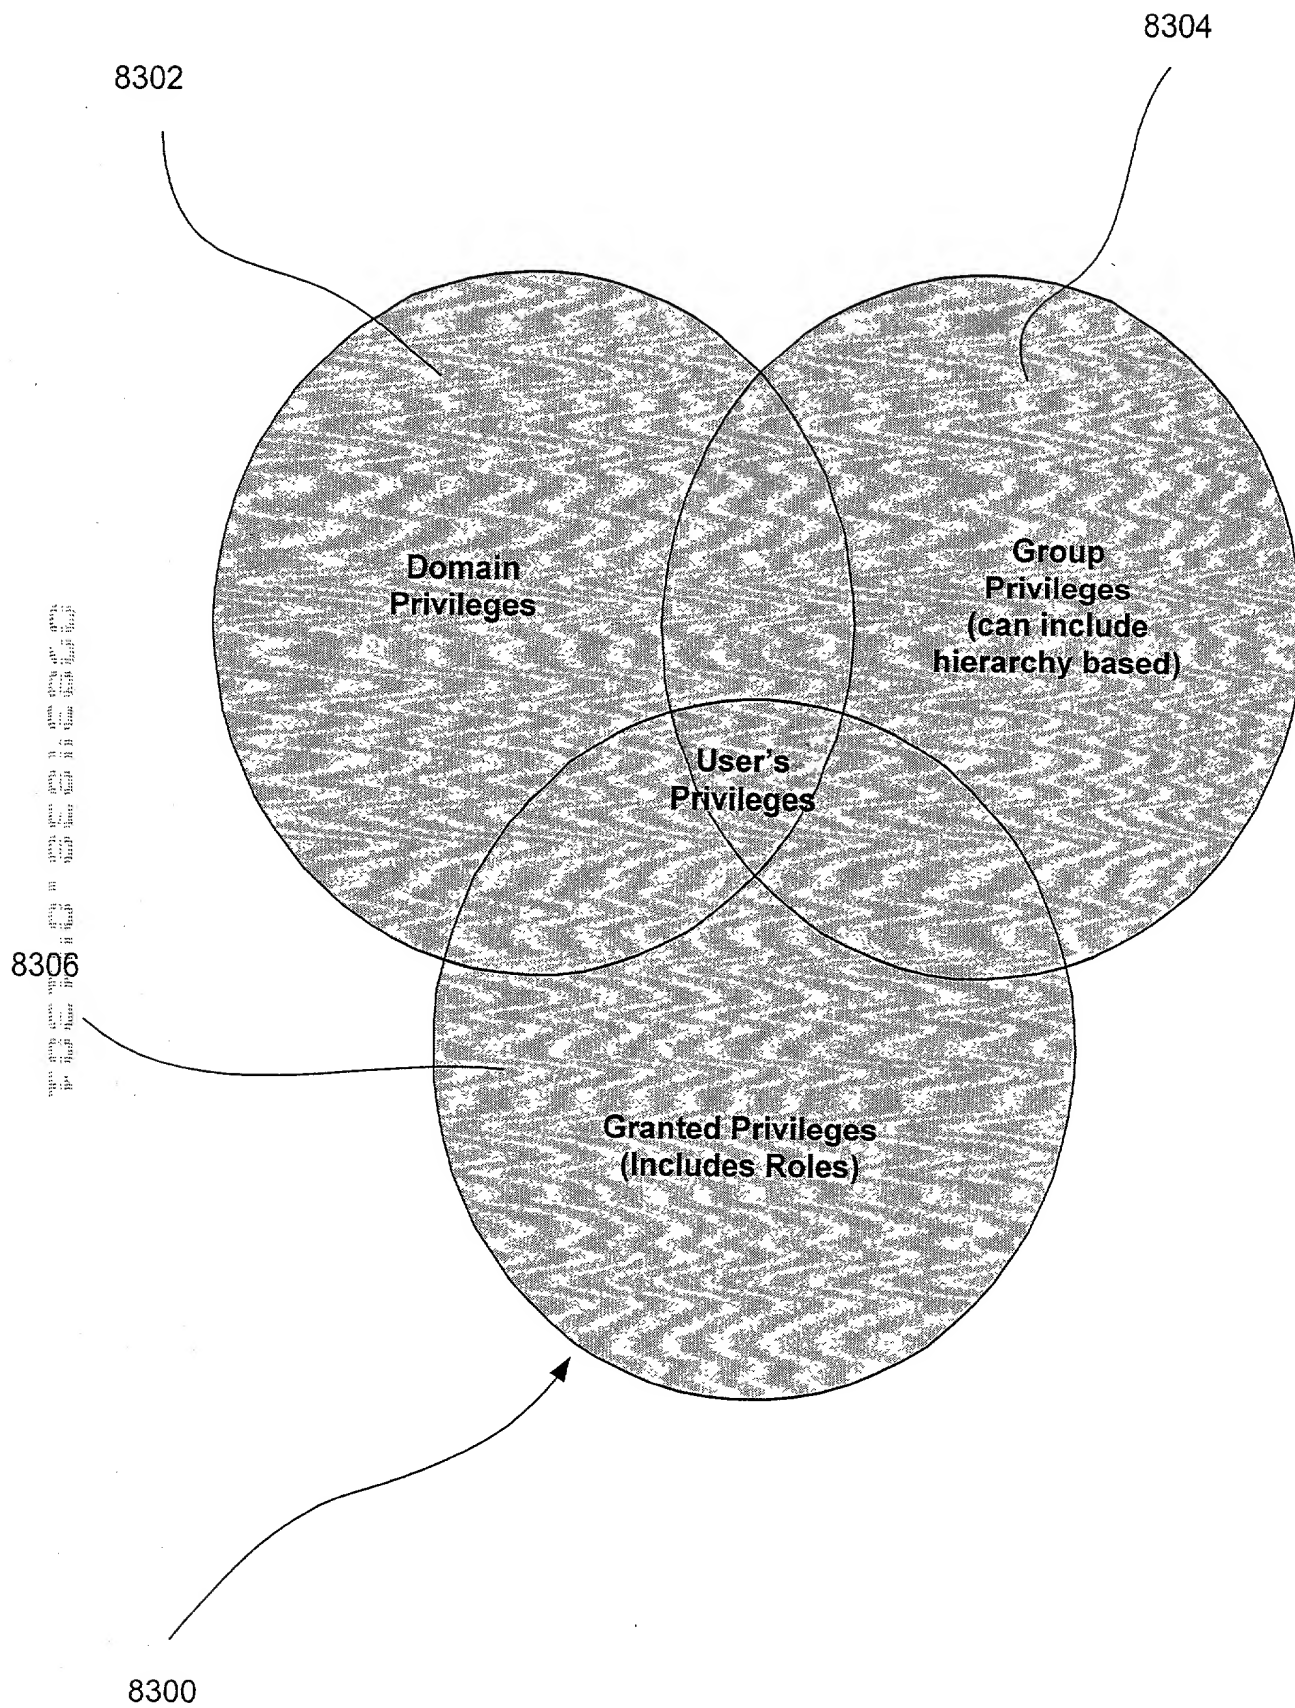 8304
8302
Domain
Privileges
Group
Privileges
(can include
hierarchy based)
User's
Privileges
8306
Granted Privileges
(Includes Roles)
8300